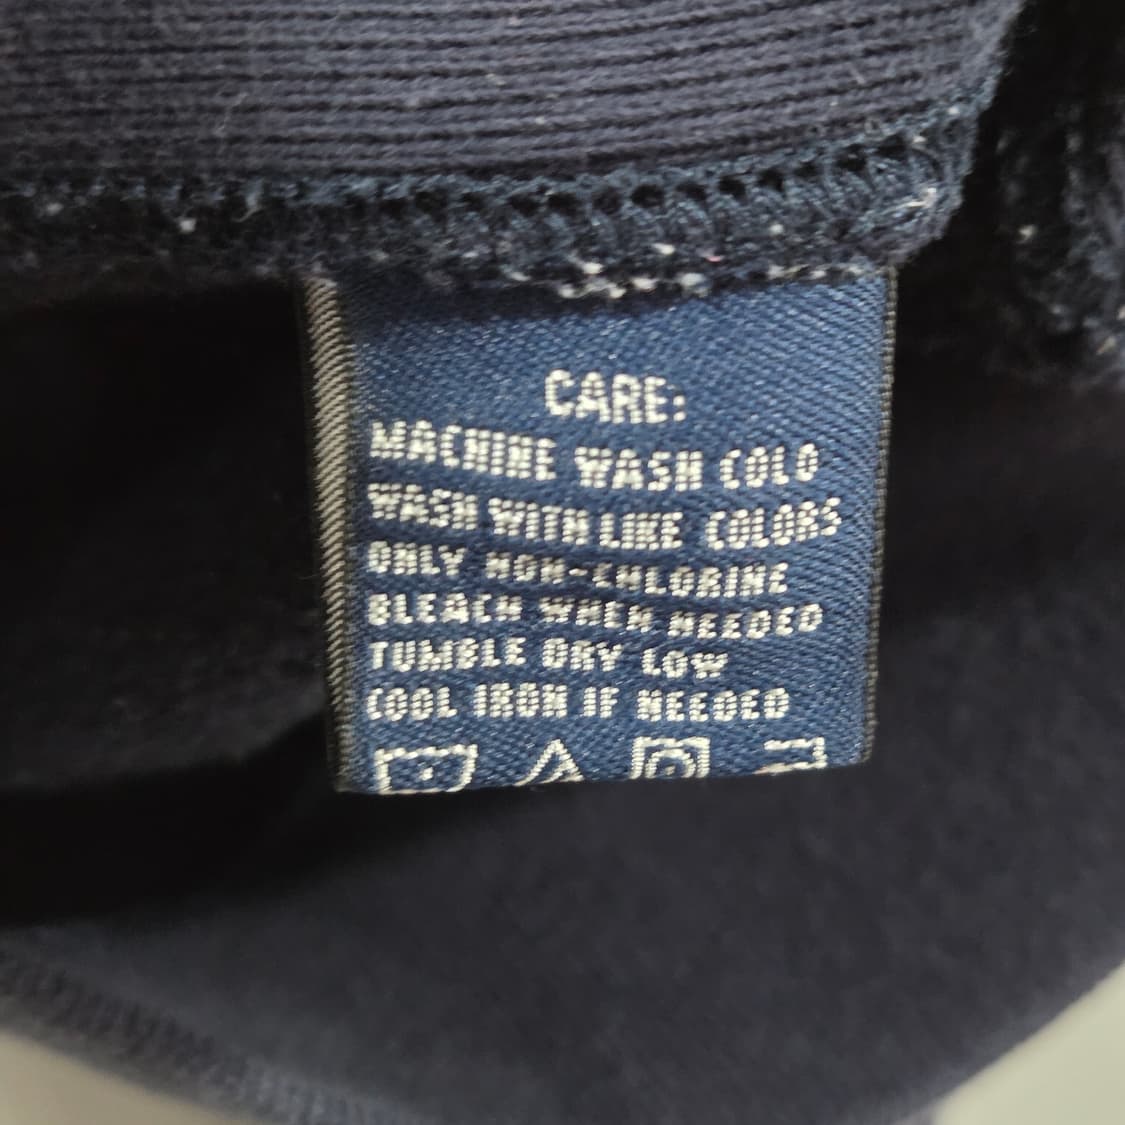 CARE:
MACHINE WASH COLD
WASH WITH LIKE COLORS
ONLY NON-CHLORINE
BLEACH WHEN NEEDED
TUMBLE DRY LOW
COOL IRON IF NEEDED